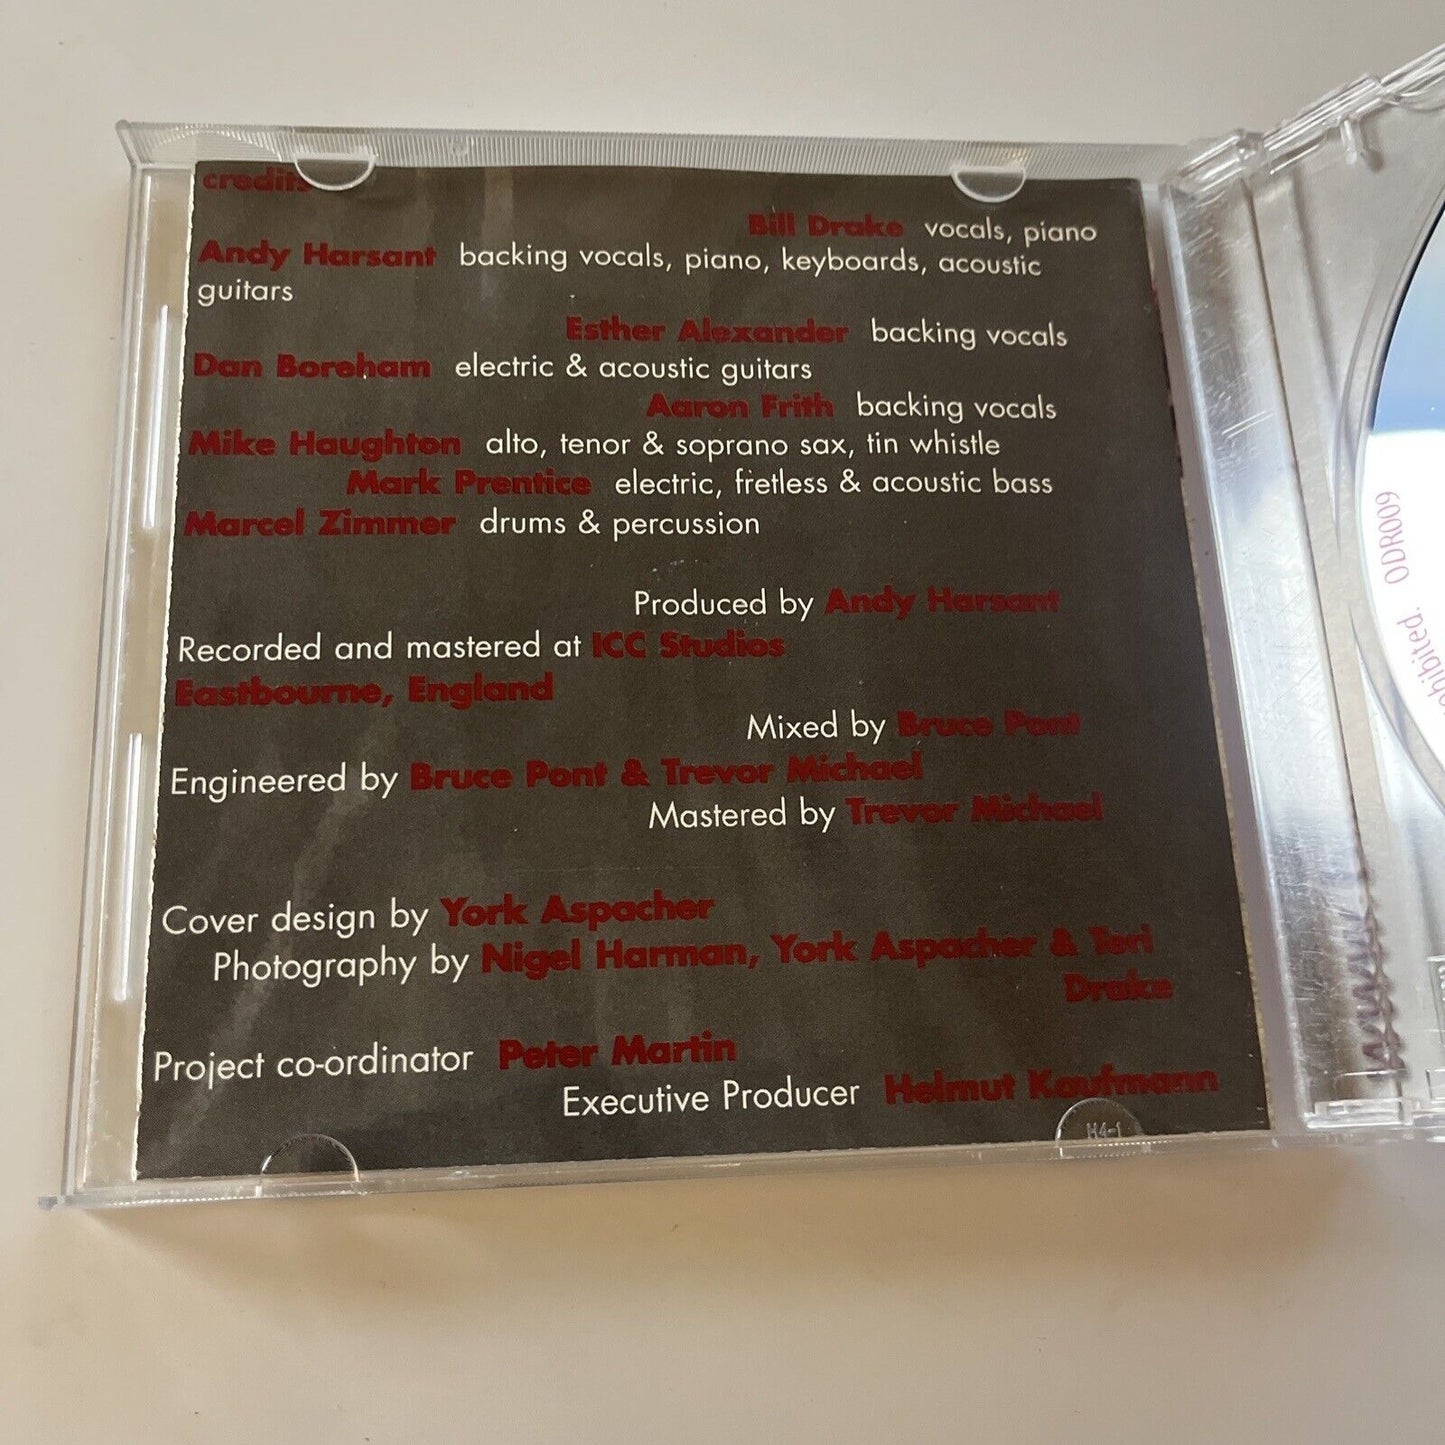 credits
Bill Drake vocals, piano
Andy Harsant backing vocals, piano, keyboards, acoustic
guitars
Esther Alexander backing vocals
Dan Boreham electric & acoustic guitars
Aaron Frith backing vocals
Mike Haughton alto, tenor & soprano sax, tin whistle
Mark Prentice electric, fretless & acoustic bass
Marcel Zimmer drums & percussion
Produced by Andy Harsant
Recorded and mastered at ICC Studios
Eastbourne, England
Mixed by Bruce Pont
Engineered by Bruce Pont & Trevor Michael
Mastered by Trevor Michael
Cover design by York Aspacher
Photography by Nigel Harman, York Aspacher & Teri
Drake
Project co-ordinator Peter Martin
Executive Producer Helmut Kaufmann
H4-1
ODR009